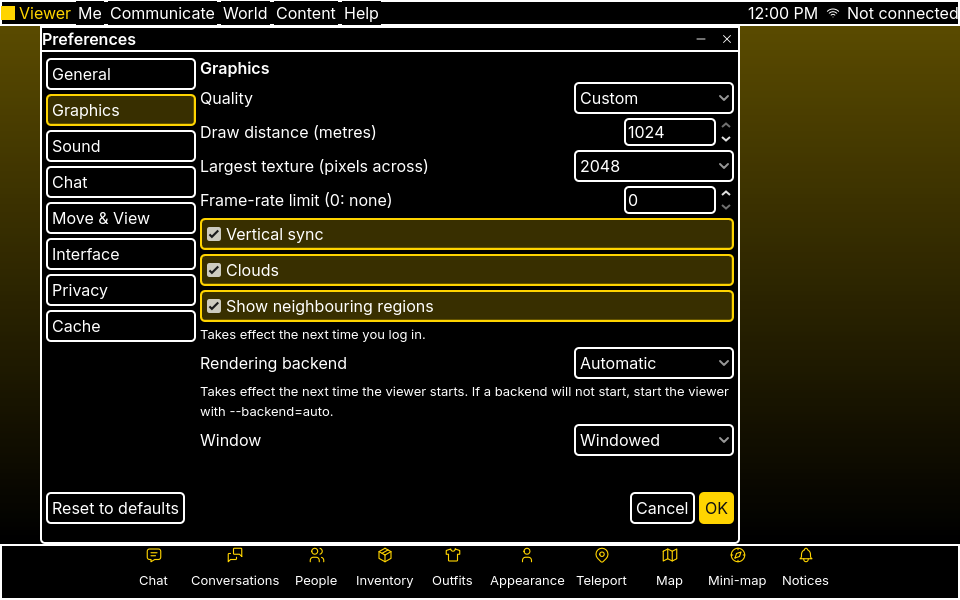 Viewer Me Communicate World Content Help 12:00 PM Not connected
Preferences
General
Graphics
Sound
Chat
Move & View
Interface
Privacy
Cache
Graphics
Quality Custom
Draw distance (metres) 1024
Largest texture (pixels across) 2048
Frame-rate limit (0: none) 0
Vertical sync
Clouds
Show neighbouring regions
Takes effect the next time you log in.
Rendering backend Automatic
Takes effect the next time the viewer starts. If a backend will not start, start the viewer
with --backend=auto.
Window Windowed
Reset to defaults Cancel OK
Chat Conversations People Inventory Outfits Appearance Teleport Map Mini-map Notices